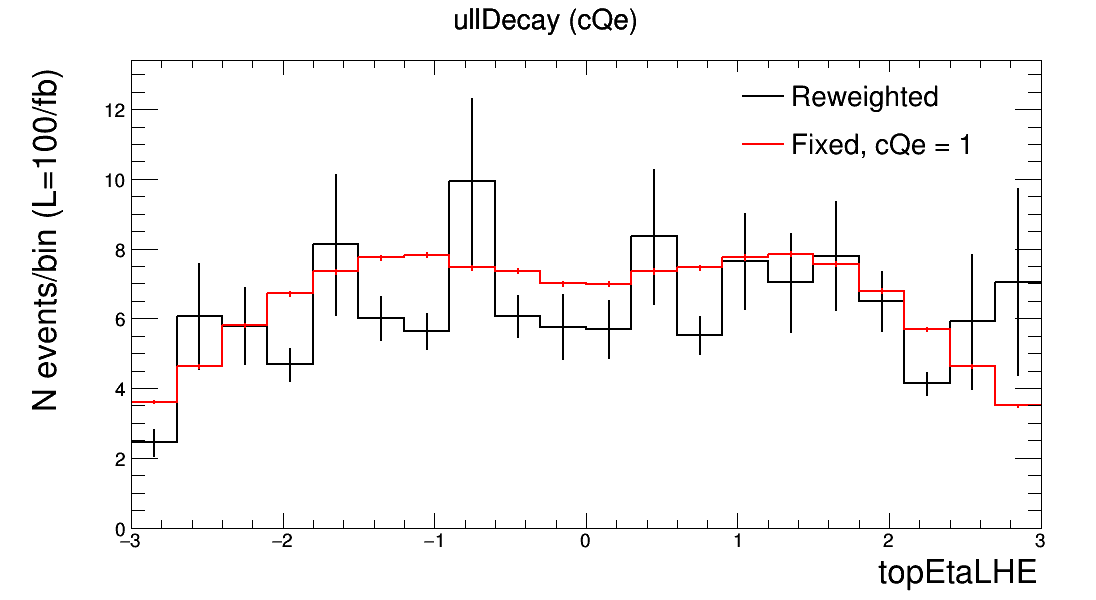 ullDecay (cQe)
N events/bin (L=100/fb)
Reweighted
Fixed, cQe = 1
12
10
8
6
4
2
0
−3 −2 −1 0 1 2 3
topEtaLHE